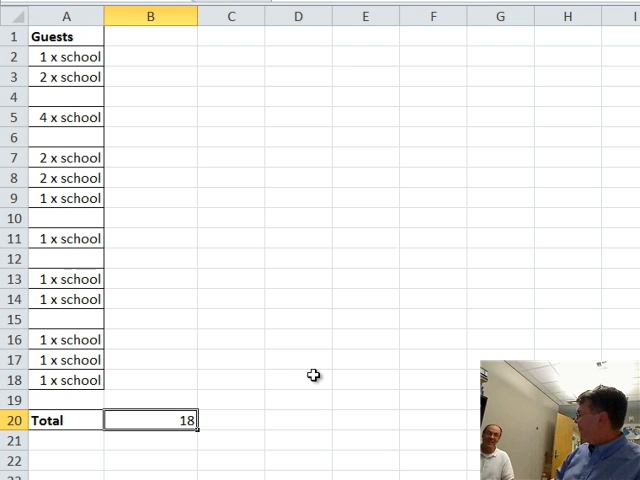 A B C D E F G H I
1 Guests
2 1 x school
3 2 x school
4
5 4 x school
6
7 2 x school
8 2 x school
9 1 x school
10
11 1 x school
12
13 1 x school
14 1 x school
15
16 1 x school
17 1 x school
18 1 x school
19
20 Total 18
21
22